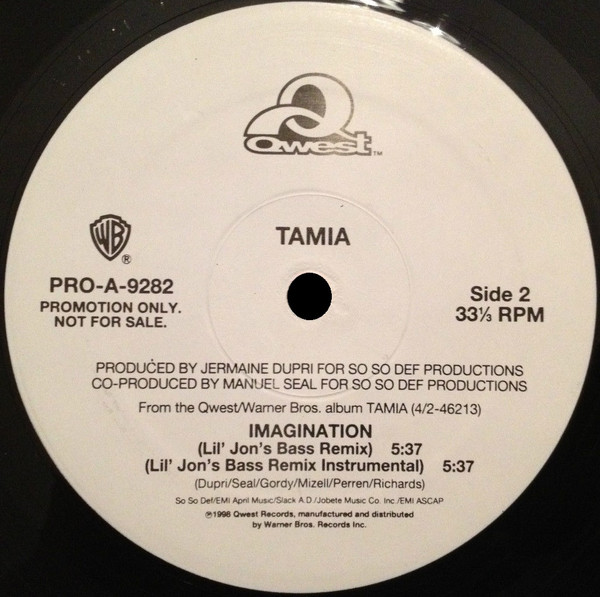 Qwest™
TAMIA
WB®
PRO-A-9282
PROMOTION ONLY.
NOT FOR SALE.
Side 2
33⅓ RPM
PRODUCED BY JERMAINE DUPRI FOR SO SO DEF PRODUCTIONS
CO-PRODUCED BY MANUEL SEAL FOR SO SO DEF PRODUCTIONS
From the Qwest/Warner Bros. album TAMIA (4/2-46213)
IMAGINATION
(Lil' Jon's Bass Remix) 5:37
(Lil' Jon's Bass Remix Instrumental) 5:37
(Dupri/Seal/Gordy/Mizell/Perren/Richards)
So So Def/EMI April Music/Slack A.D./Jobete Music Co. Inc./EMI ASCAP
℗1998 Qwest Records, manufactured and distributed
by Warner Bros. Records Inc.